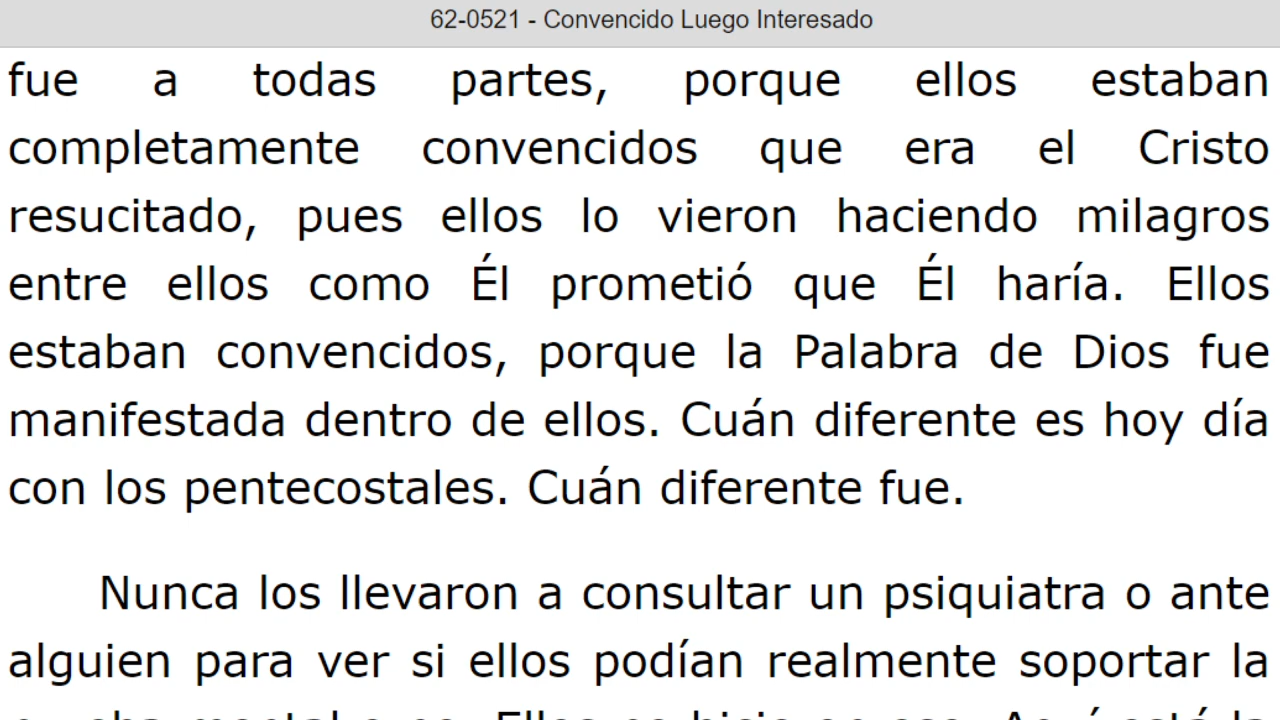 62-0521 - Convencido Luego Interesado
fue a todas partes, porque ellos estaban
completamente convencidos que era el Cristo
resucitado, pues ellos lo vieron haciendo milagros
entre ellos como Él prometió que Él haría. Ellos
estaban convencidos, porque la Palabra de Dios fue
manifestada dentro de ellos. Cuán diferente es hoy día
con los pentecostales. Cuán diferente fue.
Nunca los llevaron a consultar un psiquiatra o ante
alguien para ver si ellos podían realmente soportar la